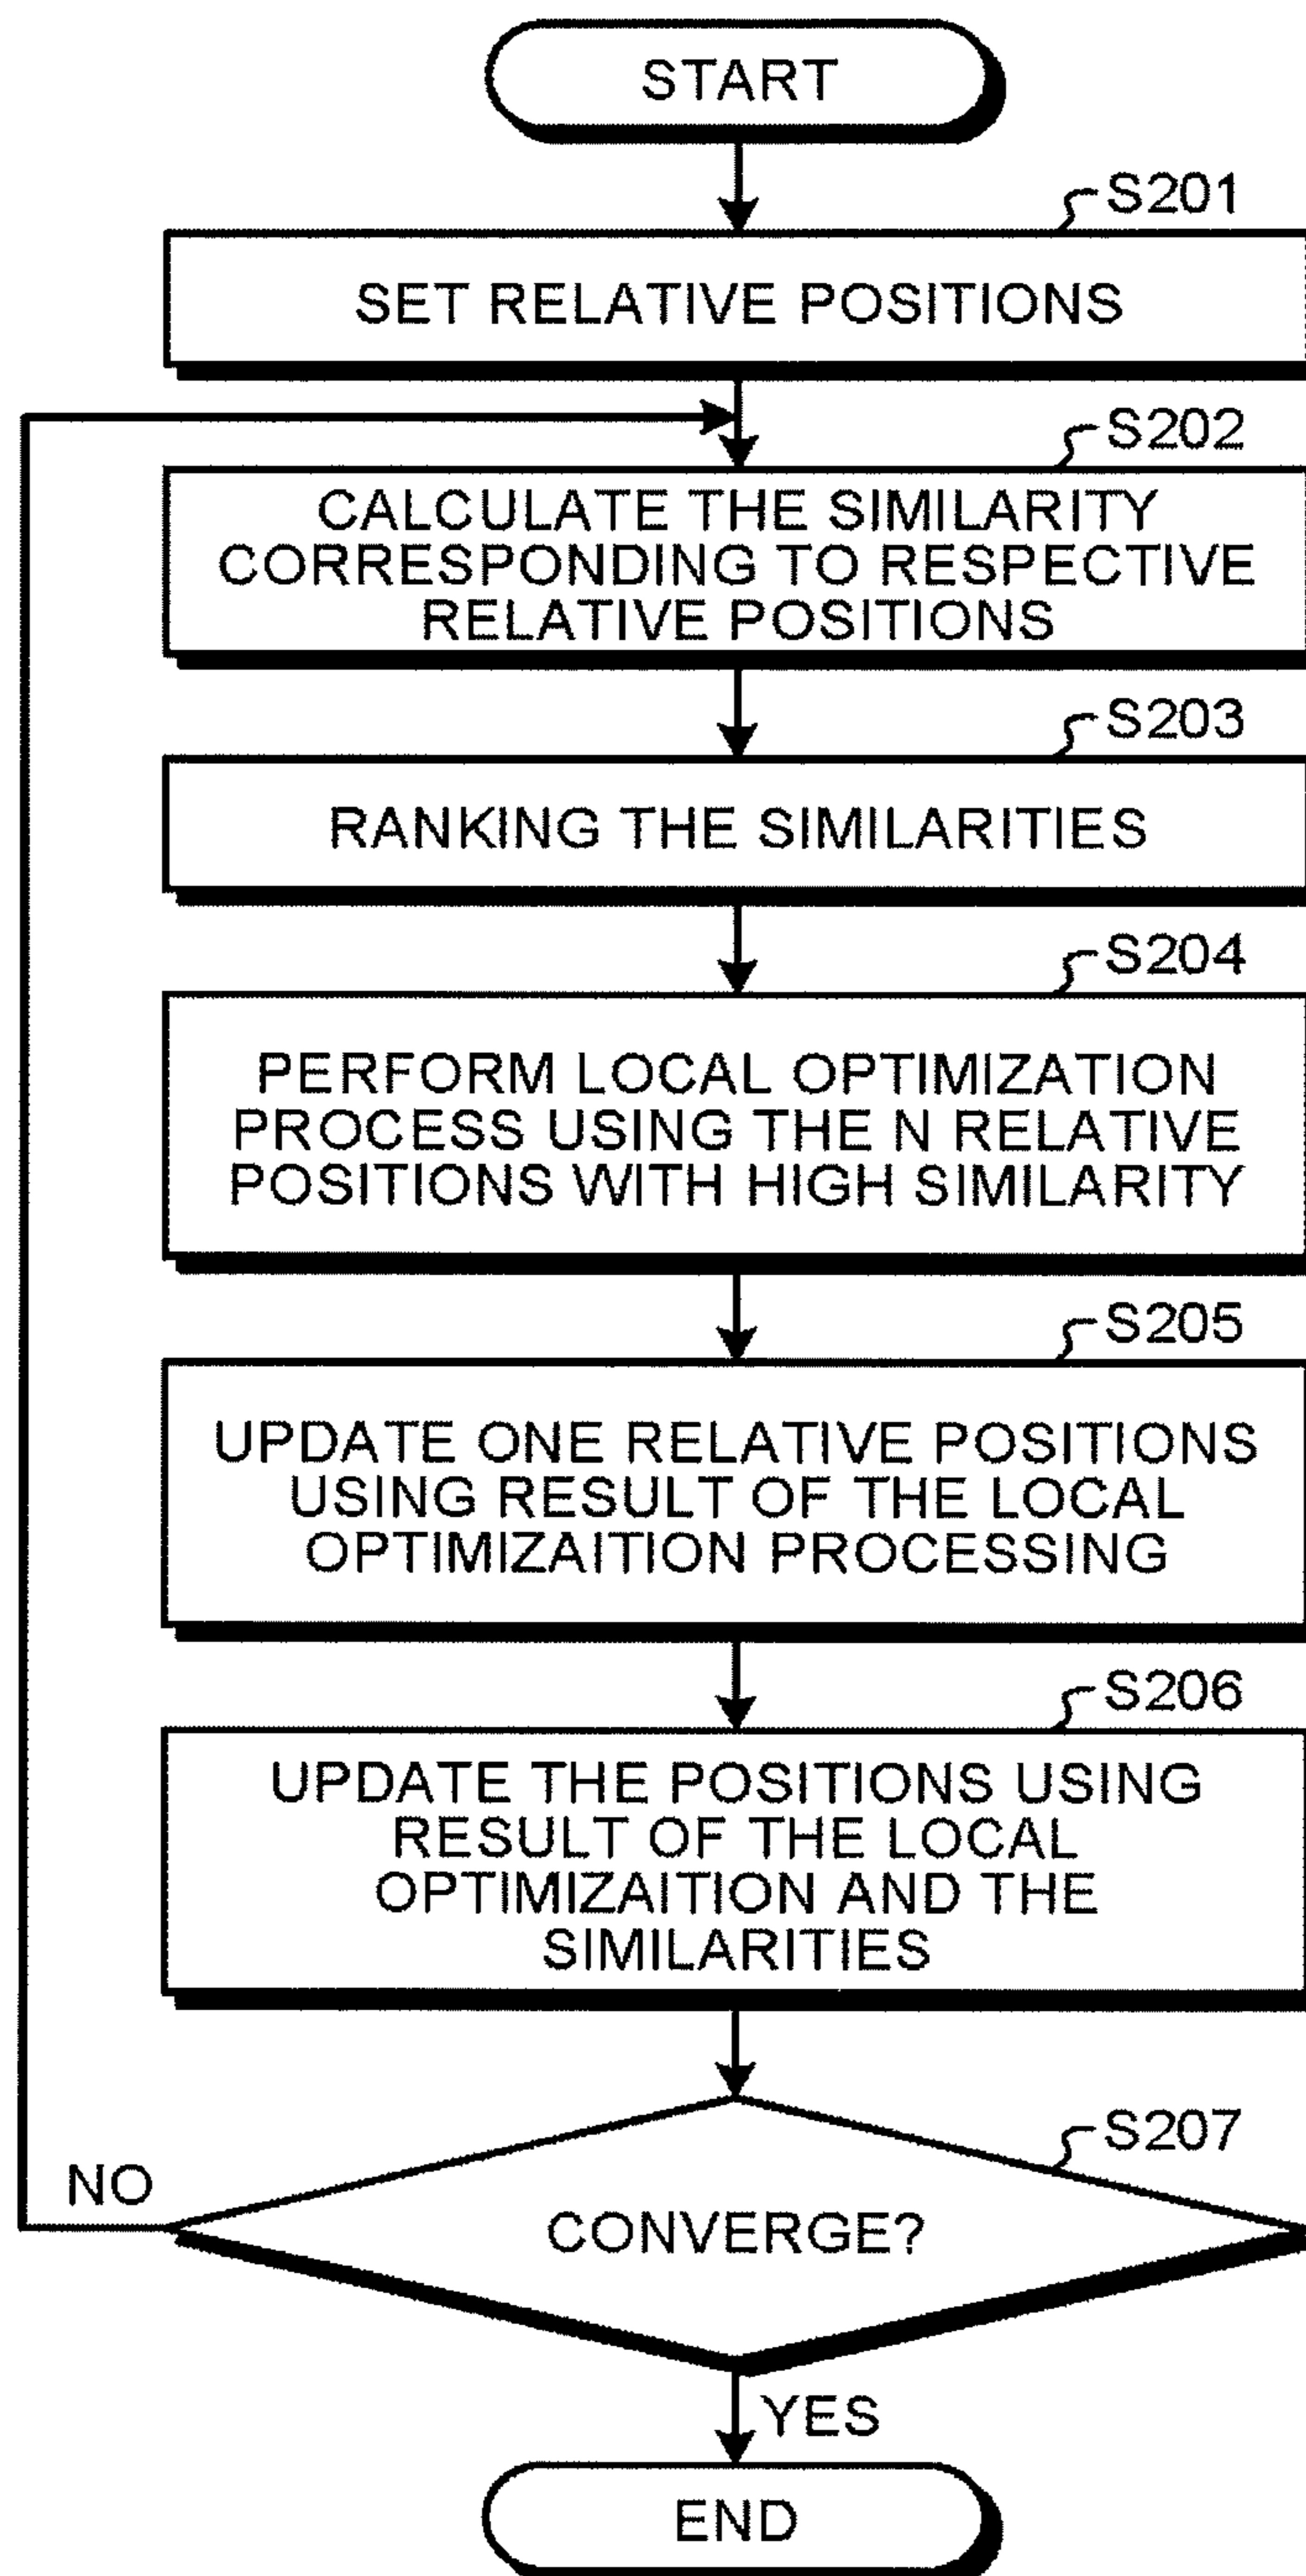 START
S201
SET RELATIVE POSITIONS
S202
CALCULATE THE SIMILARITY
CORRESPONDING TO RESPECTIVE
RELATIVE POSITIONS
S203
RANKING THE SIMILARITIES
S204
PERFORM LOCAL OPTIMIZATION
PROCESS USING THE N RELATIVE
POSITIONS WITH HIGH SIMILARITY
S205
UPDATE ONE RELATIVE POSITIONS
USING RESULT OF THE LOCAL
OPTIMIZAITION PROCESSING
S206
UPDATE THE POSITIONS USING
RESULT OF THE LOCAL
OPTIMIZAITION AND THE
SIMILARITIES
S207
NO
CONVERGE?
YES
END